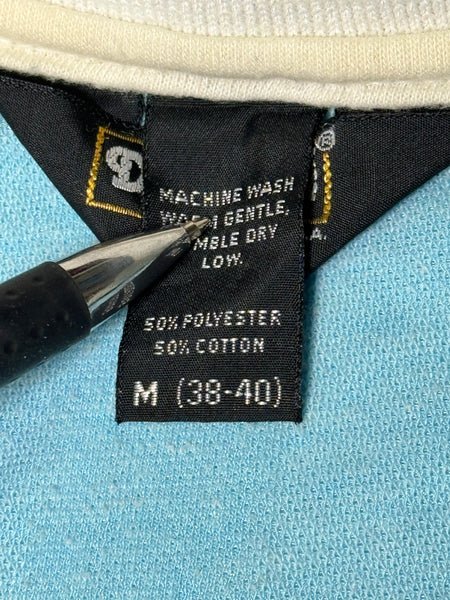 ®
MACHINE WASH
GENTLE,
DRY
LOW.
A.
50% POLYESTER
50% COTTON
M (38-40)